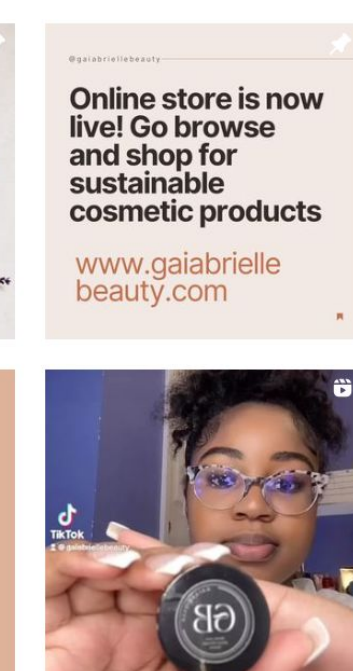 @gaiabriellebeauty
Online store is now
live! Go browse
and shop for
sustainable
cosmetic products
www.gaiabrielle
beauty.com
TikTok
@gaiabriellebeauty
GB